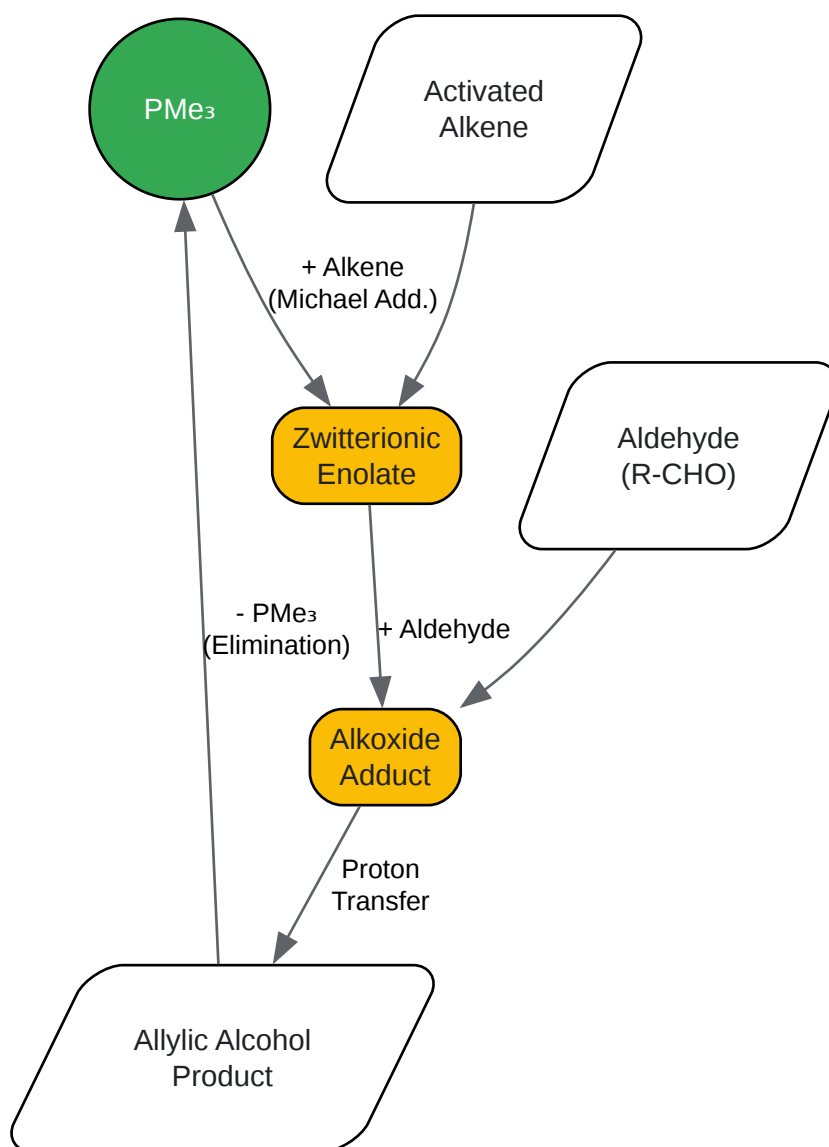 PMe₃
Activated
Alkene
+ Alkene
(Michael Add.)
Zwitterionic
Enolate
Aldehyde
(R-CHO)
- PMe₃
(Elimination)
+ Aldehyde
Alkoxide
Adduct
Proton
Transfer
Allylic Alcohol
Product